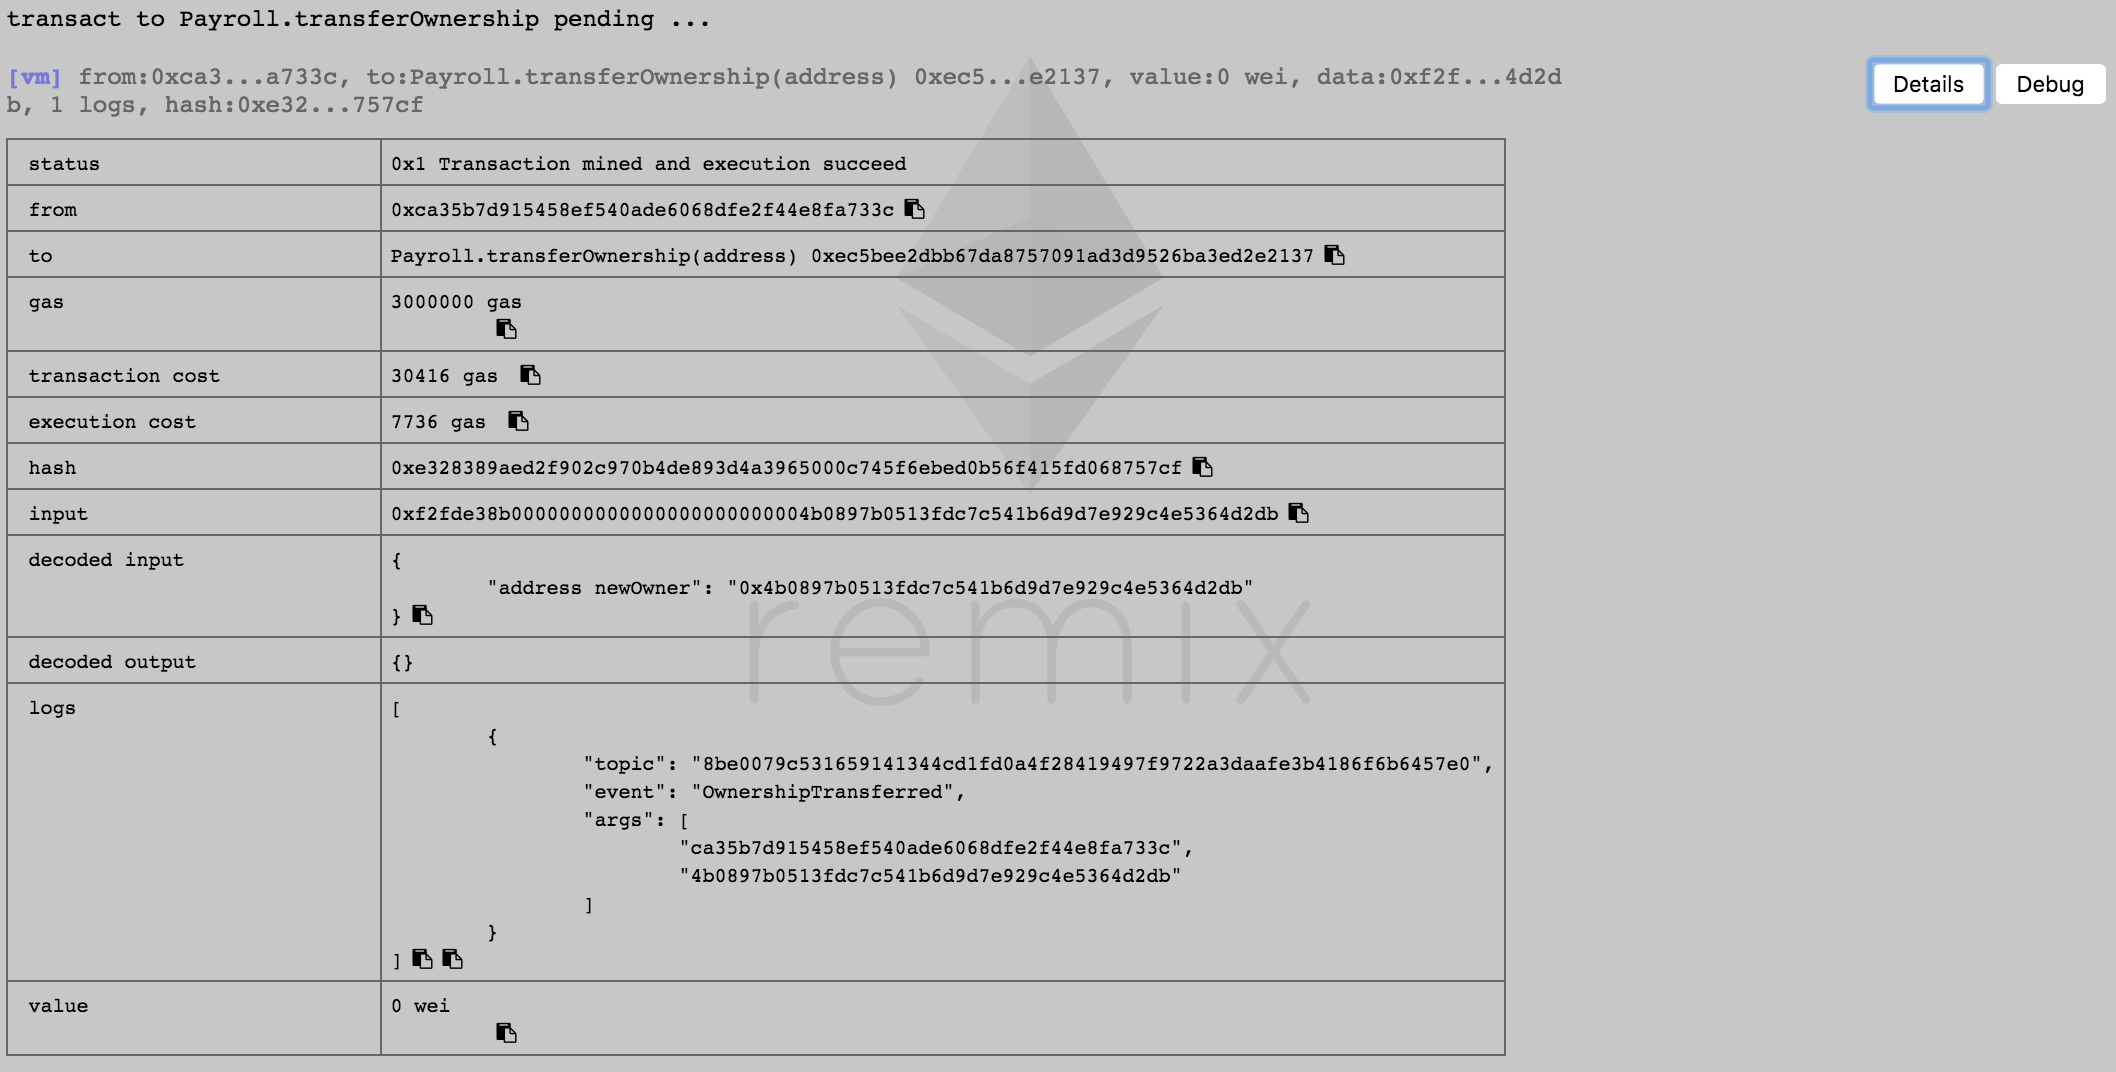 transact to Payroll.transferOwnership pending ...
[vm] from:0xca3...a733c, to:Payroll.transferOwnership(address) 0xec5...e2137, value:0 wei, data:0xf2f...4d2d
b, 1 logs, hash:0xe32...757cf
Details
Debug
status 0x1 Transaction mined and execution succeed
from 0xca35b7d915458ef540ade6068dfe2f44e8fa733c
to Payroll.transferOwnership(address) 0xec5bee2dbb67da8757091ad3d9526ba3ed2e2137
gas 3000000 gas
transaction cost 30416 gas
execution cost 7736 gas
hash 0xe328389aed2f902c970b4de893d4a3965000c745f6ebed0b56f415fd068757cf
input 0xf2fde38b0000000000000000000000004b0897b0513fdc7c541b6d9d7e929c4e5364d2db
decoded input {
"address newOwner": "0x4b0897b0513fdc7c541b6d9d7e929c4e5364d2db"
}
remix
decoded output {}
logs [
{
"topic": "8be0079c531659141344cd1fd0a4f28419497f9722a3daafe3b4186f6b6457e0",
"event": "OwnershipTransferred",
"args": [
"ca35b7d915458ef540ade6068dfe2f44e8fa733c",
"4b0897b0513fdc7c541b6d9d7e929c4e5364d2db"
]
}
]
value 0 wei